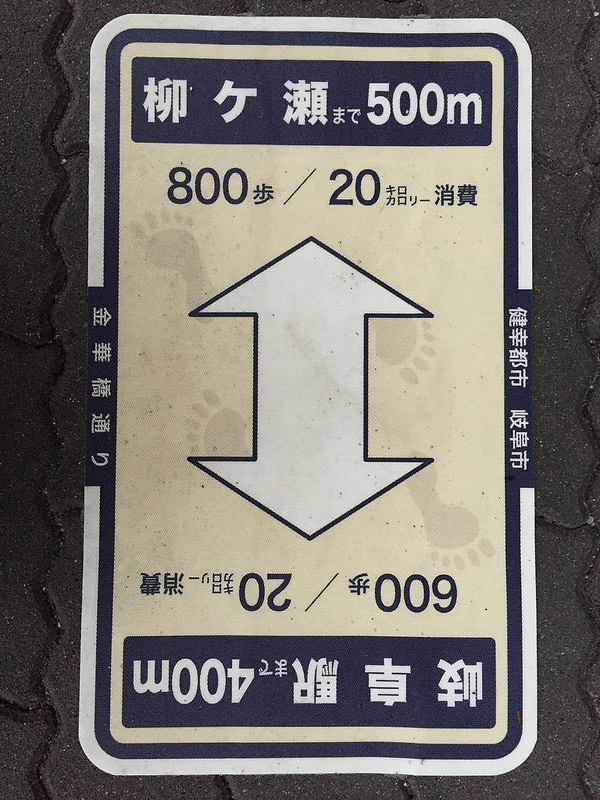 柳ケ瀬まで500m
800歩／20キロカロリー消費
金華橋通り
健幸都市 岐阜市
600歩／20キロカロリー消費
岐阜駅まで400m